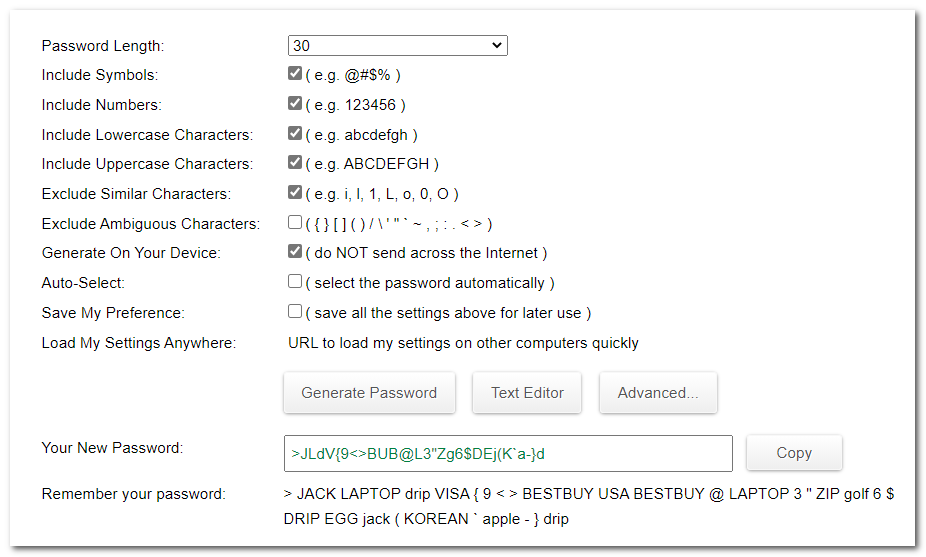 Password Length: 30
Include Symbols: ( e.g. @#$% )
Include Numbers: ( e.g. 123456 )
Include Lowercase Characters: ( e.g. abcdefgh )
Include Uppercase Characters: ( e.g. ABCDEFGH )
Exclude Similar Characters: ( e.g. i, l, 1, L, o, 0, O )
Exclude Ambiguous Characters: ( { } [ ] ( ) / \ ' " ` ~ , ; : . < > )
Generate On Your Device: ( do NOT send across the Internet )
Auto-Select: ( select the password automatically )
Save My Preference: ( save all the settings above for later use )
Load My Settings Anywhere: URL to load my settings on other computers quickly
Generate Password Text Editor Advanced...
Your New Password: >JLdV{9<>BUB@L3"Zg6$DEj(K`a-}d Copy
Remember your password: > JACK LAPTOP drip VISA { 9 < > BESTBUY USA BESTBUY @ LAPTOP 3 " ZIP golf 6 $
DRIP EGG jack ( KOREAN ` apple - } drip